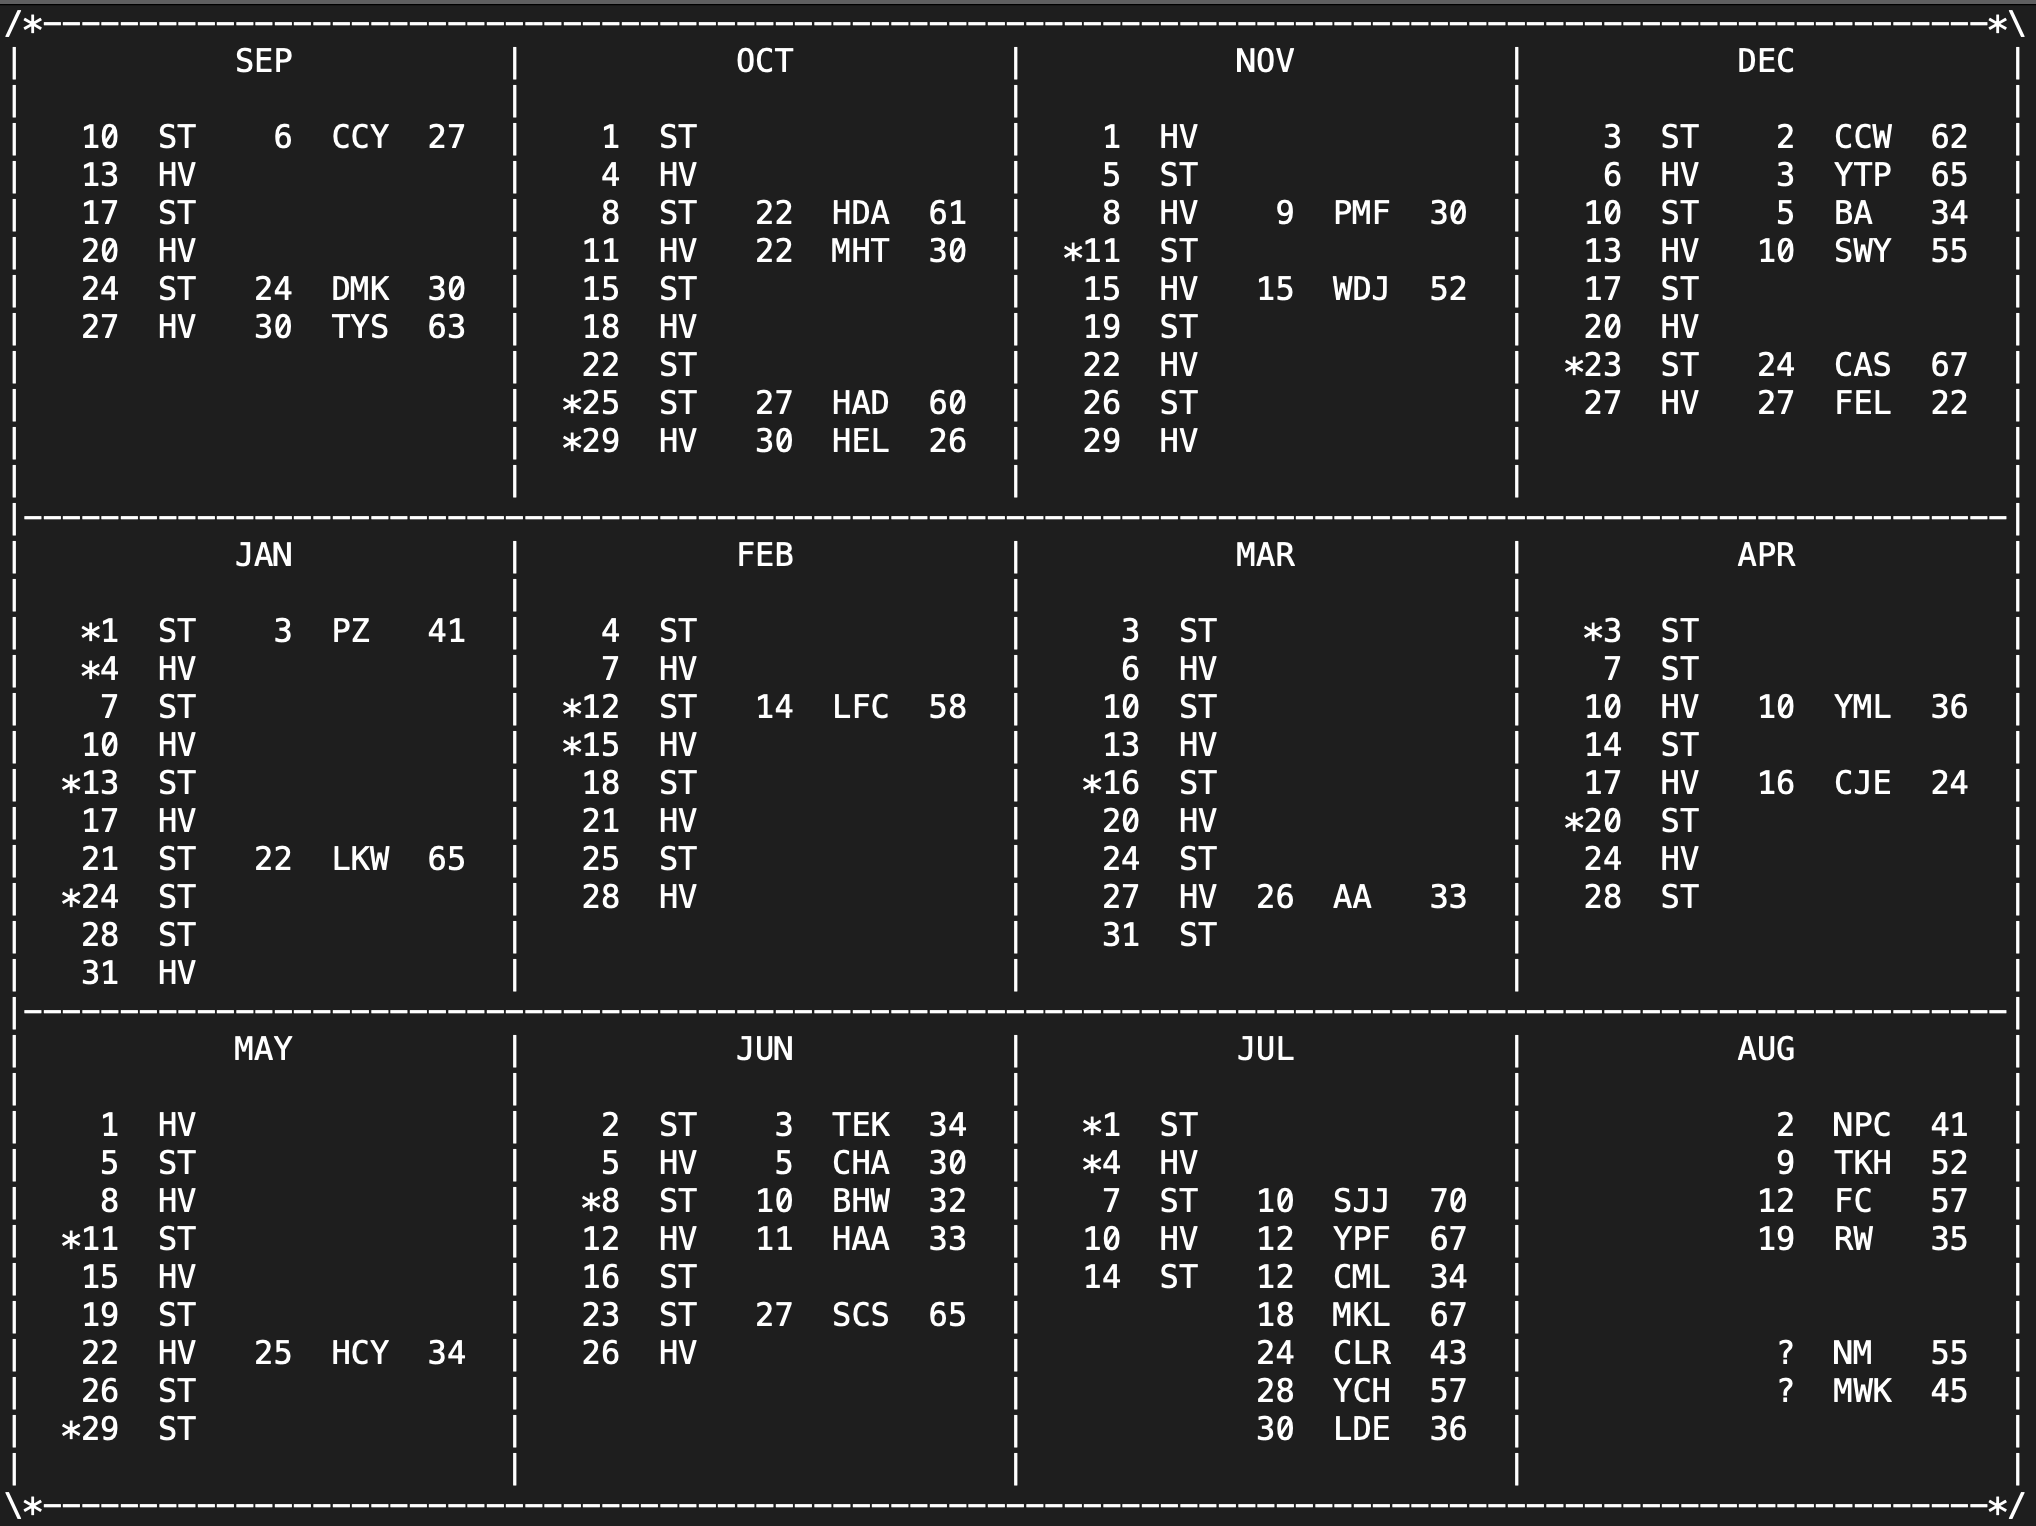 /*-----------------------------------------------------------------------------------------------------*\
|           SEP            |           OCT            |           NOV            |           DEC            |
|                          |                          |                          |                          |
|   10  ST    6  CCY  27   |    1  ST                 |    1  HV                 |    3  ST    2  CCW  62   |
|   13  HV                 |    4  HV                 |    5  ST                 |    6  HV    3  YTP  65   |
|   17  ST                 |    8  ST   22  HDA  61   |    8  HV    9  PMF  30   |   10  ST    5  BA   34   |
|   20  HV                 |   11  HV   22  MHT  30   |  *11  ST                 |   13  HV   10  SWY  55   |
|   24  ST   24  DMK  30   |   15  ST                 |   15  HV   15  WDJ  52   |   17  ST                 |
|   27  HV   30  TYS  63   |   18  HV                 |   19  ST                 |   20  HV                 |
|                          |   22  ST                 |   22  HV                 |  *23  ST   24  CAS  67   |
|                          |  *25  ST   27  HAD  60   |   26  ST                 |   27  HV   27  FEL  22   |
|                          |  *29  HV   30  HEL  26   |   29  HV                 |                          |
|                          |                          |                          |                          |
|-------------------------------------------------------------------------------------------------------|
|           JAN            |           FEB            |           MAR            |           APR            |
|                          |                          |                          |                          |
|   *1  ST    3  PZ   41   |    4  ST                 |     3  ST                |   *3  ST                 |
|   *4  HV                 |    7  HV                 |     6  HV                |    7  ST                 |
|    7  ST                 |  *12  ST   14  LFC  58   |    10  ST                |   10  HV   10  YML  36   |
|   10  HV                 |  *15  HV                 |    13  HV                |   14  ST                 |
|  *13  ST                 |   18  ST                 |   *16  ST                |   17  HV   16  CJE  24   |
|   17  HV                 |   21  HV                 |    20  HV                |  *20  ST                 |
|   21  ST   22  LKW  65   |   25  ST                 |    24  ST                |   24  HV                 |
|  *24  ST                 |   28  HV                 |    27  HV  26  AA   33   |   28  ST                 |
|   28  ST                 |                          |    31  ST                |                          |
|   31  HV                 |                          |                          |                          |
|-------------------------------------------------------------------------------------------------------|
|           MAY            |           JUN            |           JUL            |           AUG            |
|                          |                          |                          |                          |
|    1  HV                 |    2  ST    3  TEK  34   |   *1  ST                 |            2  NPC  41   |
|    5  ST                 |    5  HV    5  CHA  30   |   *4  HV                 |            9  TKH  52   |
|    8  HV                 |   *8  ST   10  BHW  32   |    7  ST   10  SJJ  70   |           12  FC   57   |
|  *11  ST                 |   12  HV   11  HAA  33   |   10  HV   12  YPF  67   |           19  RW   35   |
|   15  HV                 |   16  ST                 |   14  ST   12  CML  34   |                          |
|   19  ST                 |   23  ST   27  SCS  65   |            18  MKL  67   |                          |
|   22  HV   25  HCY  34   |   26  HV                 |            24  CLR  43   |            ?  NM   55   |
|   26  ST                 |                          |            28  YCH  57   |            ?  MWK  45   |
|  *29  ST                 |                          |            30  LDE  36   |                          |
|                          |                          |                          |                          |
\*-----------------------------------------------------------------------------------------------------*/